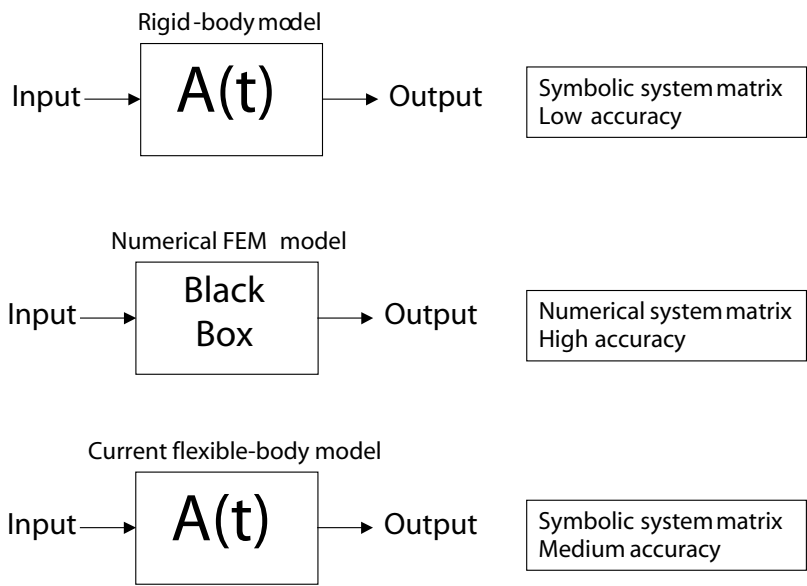 Rigid-body model
Input
A(t)
Output
Symbolic system matrix
Low accuracy
Numerical FEM model
Input
Black
Box
Output
Numerical system matrix
High accuracy
Current flexible-body model
Input
A(t)
Output
Symbolic system matrix
Medium accuracy